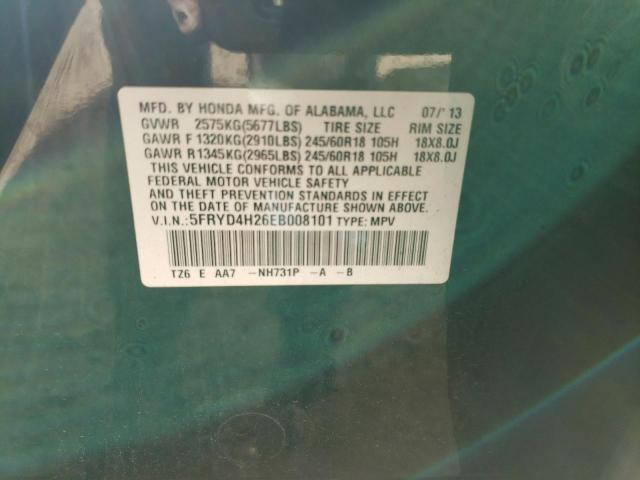 MFD. BY HONDA MFG. OF ALABAMA, LLC 07/'13
GVWR 2575KG(5677LBS) TIRE SIZE RIM SIZE
GAWR F 1320KG(2910LBS) 245/60R18 105H 18X8.0J
GAWR R 1345KG(2965LBS) 245/60R18 105H 18X8.0J
THIS VEHICLE CONFORMS TO ALL APPLICABLE
FEDERAL MOTOR VEHICLE SAFETY
AND THEFT PREVENTION STANDARDS IN EFFECT
ON THE DATE OF MANUFACTURE SHOWN ABOVE.
V.I.N.: 5FRYD4H26EB008101 TYPE: MPV
TZ6 E AA7 -NH731P -A -B